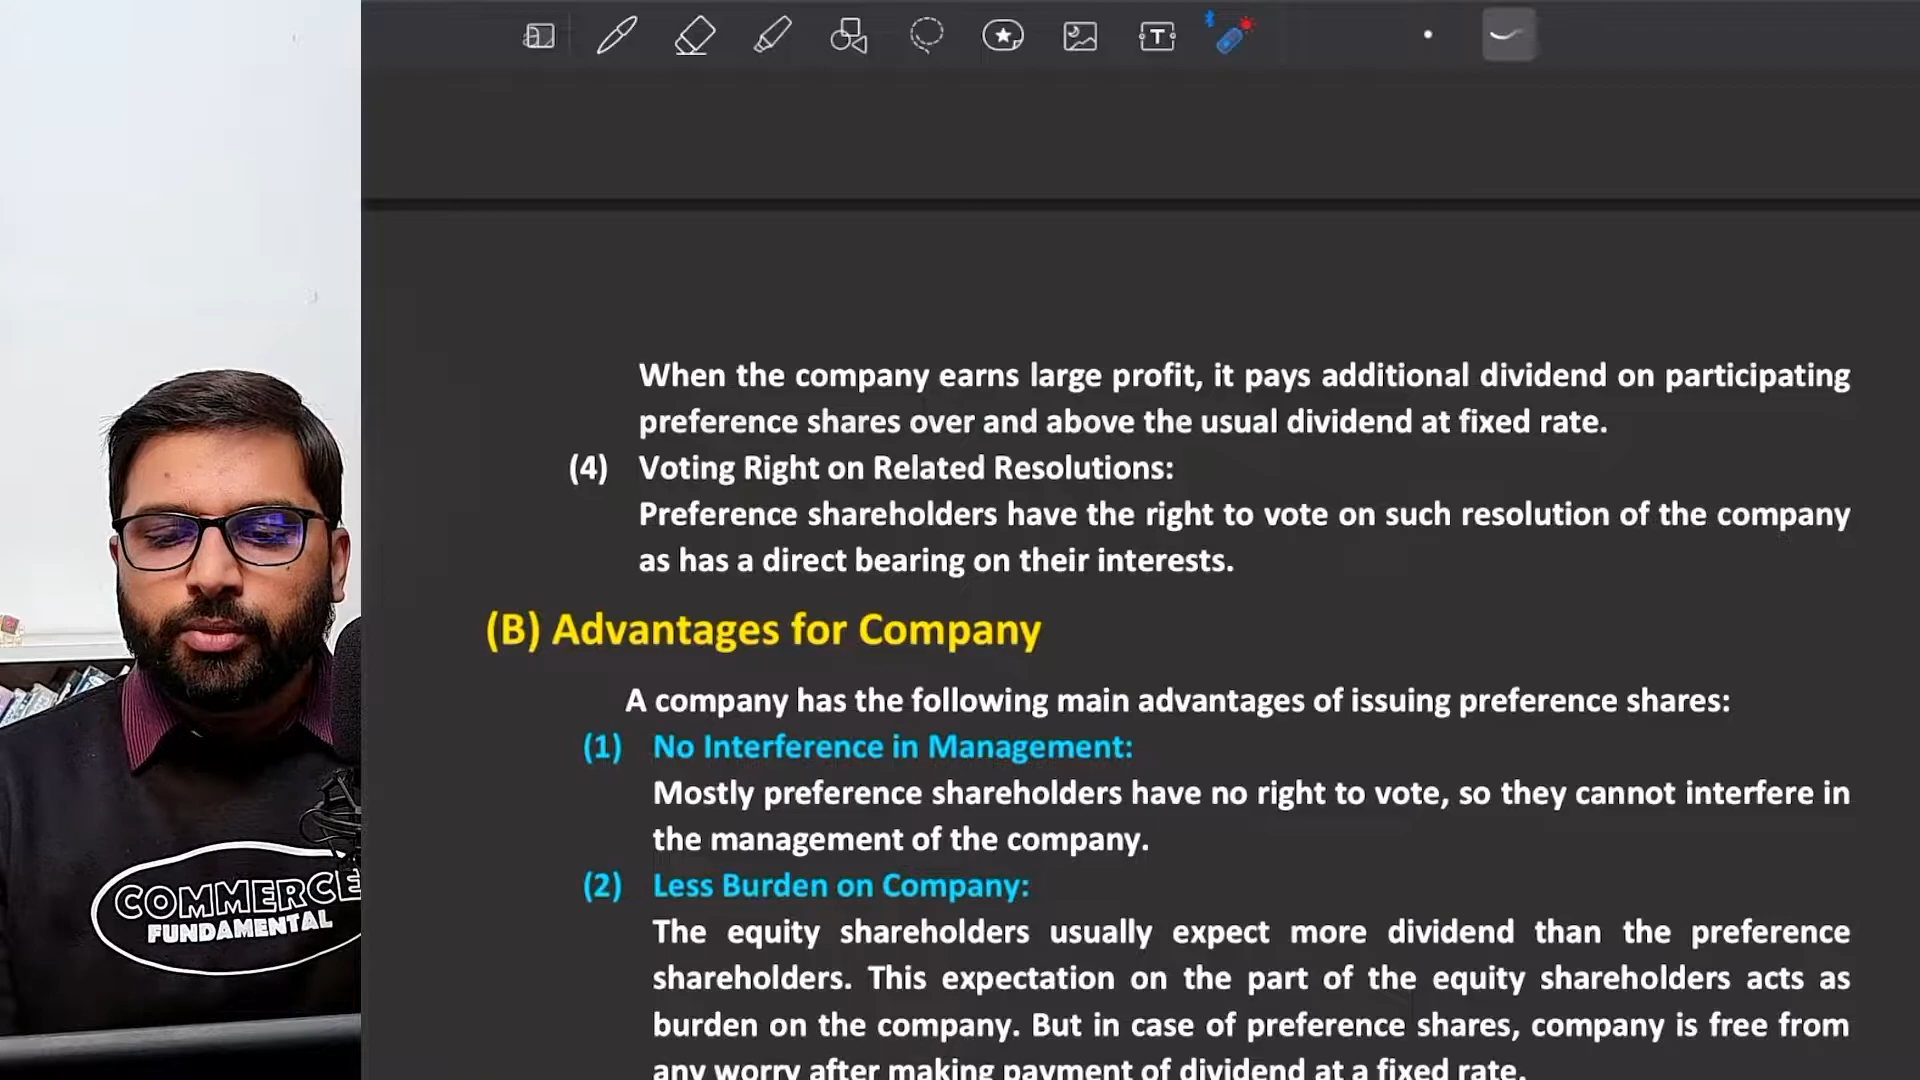 When the company earns large profit, it pays additional dividend on participating
preference shares over and above the usual dividend at fixed rate.
(4) Voting Right on Related Resolutions:
Preference shareholders have the right to vote on such resolution of the company
as has a direct bearing on their interests.
(B) Advantages for Company
A company has the following main advantages of issuing preference shares:
(1) No Interference in Management:
Mostly preference shareholders have no right to vote, so they cannot interfere in
the management of the company.
(2) Less Burden on Company:
The equity shareholders usually expect more dividend than the preference
shareholders. This expectation on the part of the equity shareholders acts as
burden on the company. But in case of preference shares, company is free from
any worry after making payment of dividend at a fixed rate.
COMMERCE
FUNDAMENTAL